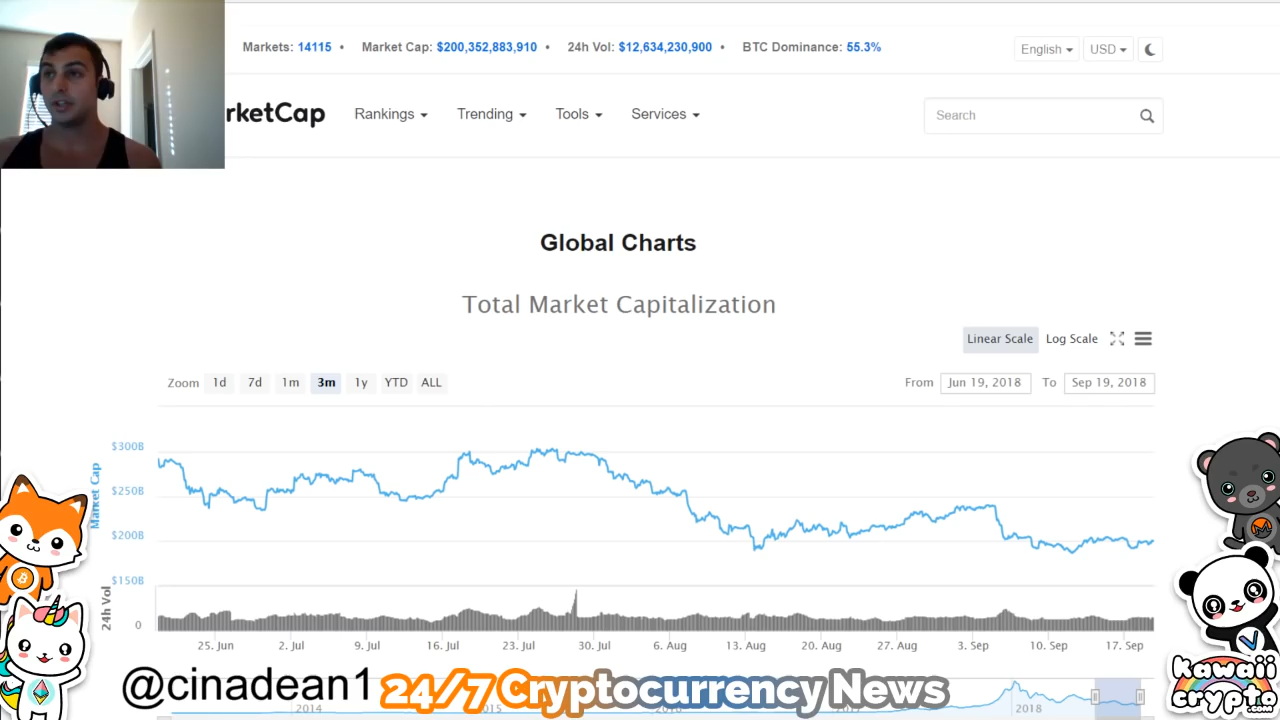 Markets: 14115 • Market Cap: $200,352,883,910 • 24h Vol: $12,634,230,900 • BTC Dominance: 55.3%
English USD
rketCap Rankings Trending Tools Services Search
Global Charts
Total Market Capitalization
Linear Scale Log Scale
Zoom 1d 7d 1m 3m 1y YTD ALL From Jun 19, 2018 To Sep 19, 2018
$300B
$250B
$200B
$150B
0
Market Cap
24h Vol
25. Jun 2. Jul 9. Jul 16. Jul 23. Jul 30. Jul 6. Aug 13. Aug 20. Aug 27. Aug 3. Sep 10. Sep 17. Sep
@cinadean1 24/7 Cryptocurrency News
2014 2018
kawaii
crypto
.com